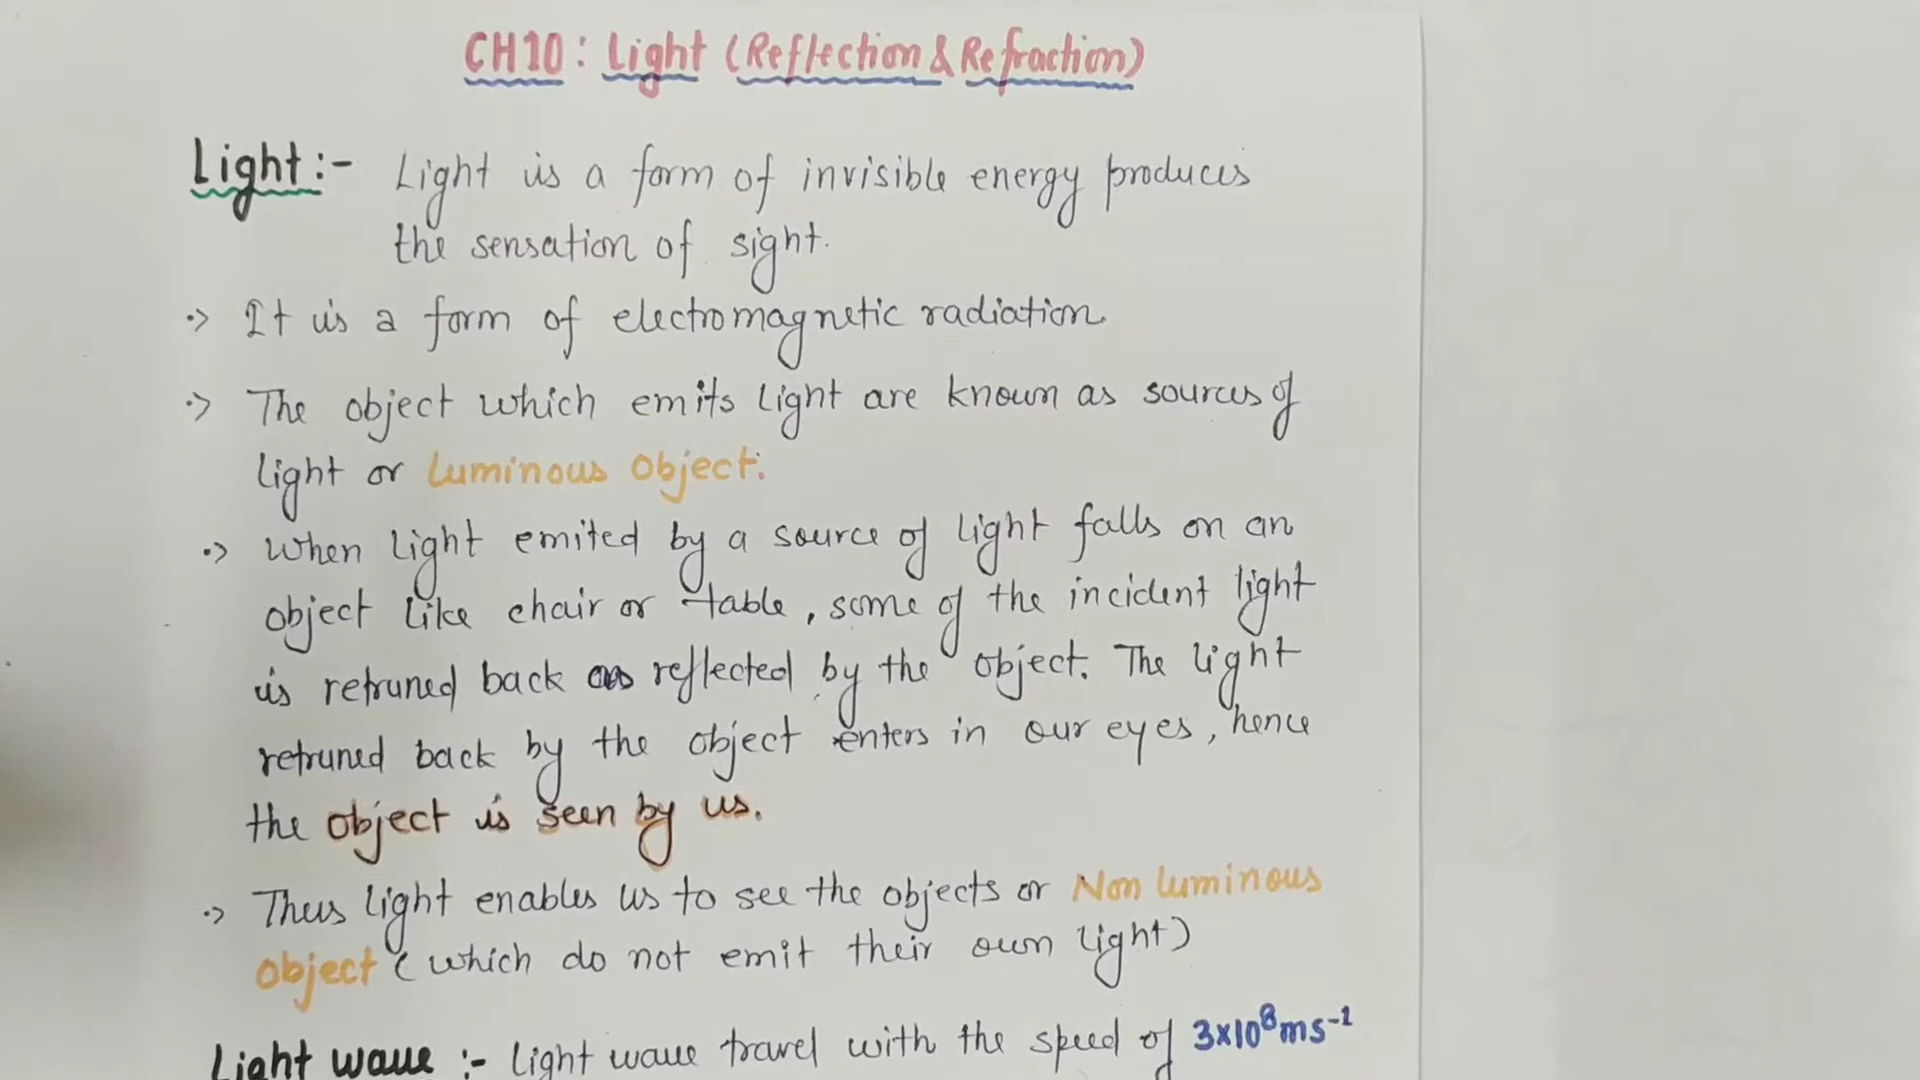 CH10: Light (Reflection & Refraction)
Light:- Light is a form of invisible energy produces
the sensation of sight.
·> It is a form of electromagnetic radiation
·> The object which emits light are known as sources of
light or Luminous Object.
·> When light emited by a source of light falls on an
object like chair or table, some of the incident light
is retruned back as reflected by the object. The light
retruned back by the object enters in our eyes, hence
the object is seen by us.
·> Thus light enables us to see the objects or Non luminous
object (which do not emit their own light)
Light wave :- Light wave travel with the speed of 3x10⁸ms⁻¹